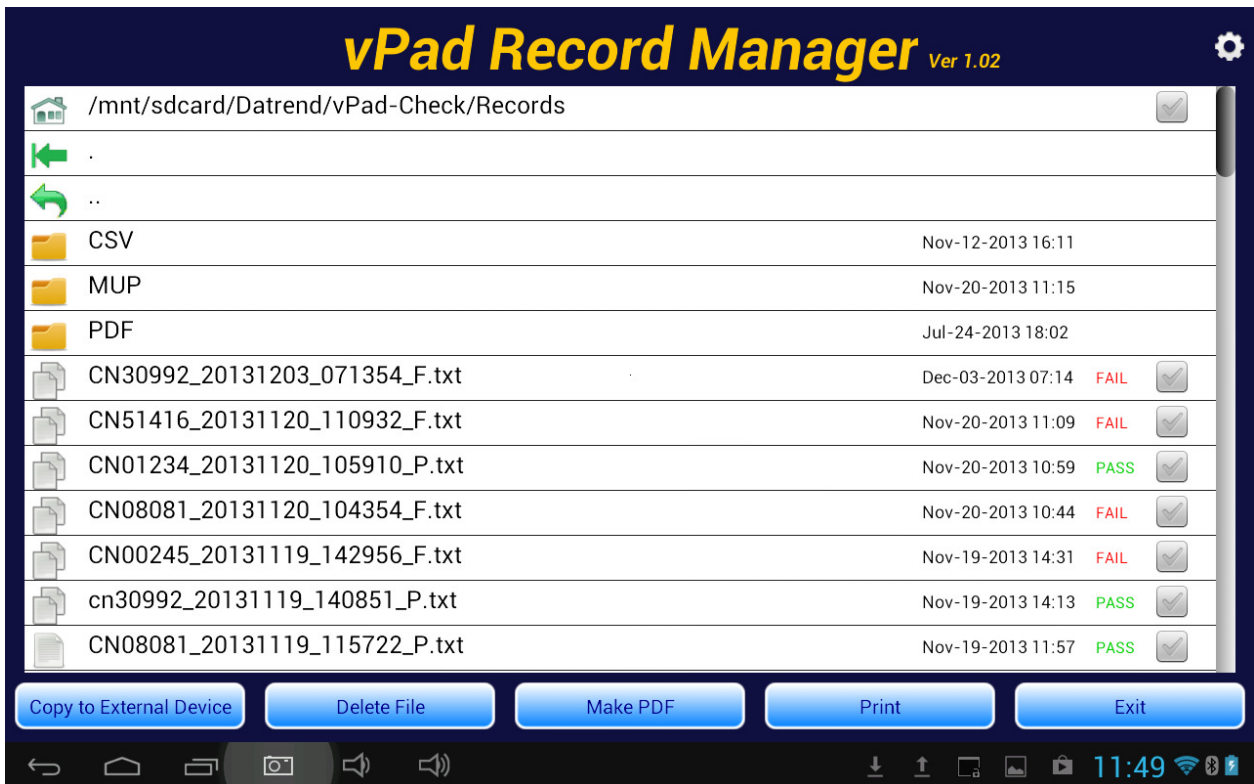 vPad Record Manager Ver 1.02
/mnt/sdcard/Datrend/vPad-Check/Records
.
..
CSV Nov-12-2013 16:11
MUP Nov-20-2013 11:15
PDF Jul-24-2013 18:02
CN30992_20131203_071354_F.txt Dec-03-2013 07:14 FAIL
CN51416_20131120_110932_F.txt Nov-20-2013 11:09 FAIL
CN01234_20131120_105910_P.txt Nov-20-2013 10:59 PASS
CN08081_20131120_104354_F.txt Nov-20-2013 10:44 FAIL
CN00245_20131119_142956_F.txt Nov-19-2013 14:31 FAIL
cn30992_20131119_140851_P.txt Nov-19-2013 14:13 PASS
CN08081_20131119_115722_P.txt Nov-19-2013 11:57 PASS
Copy to External Device Delete File Make PDF Print Exit
11:49